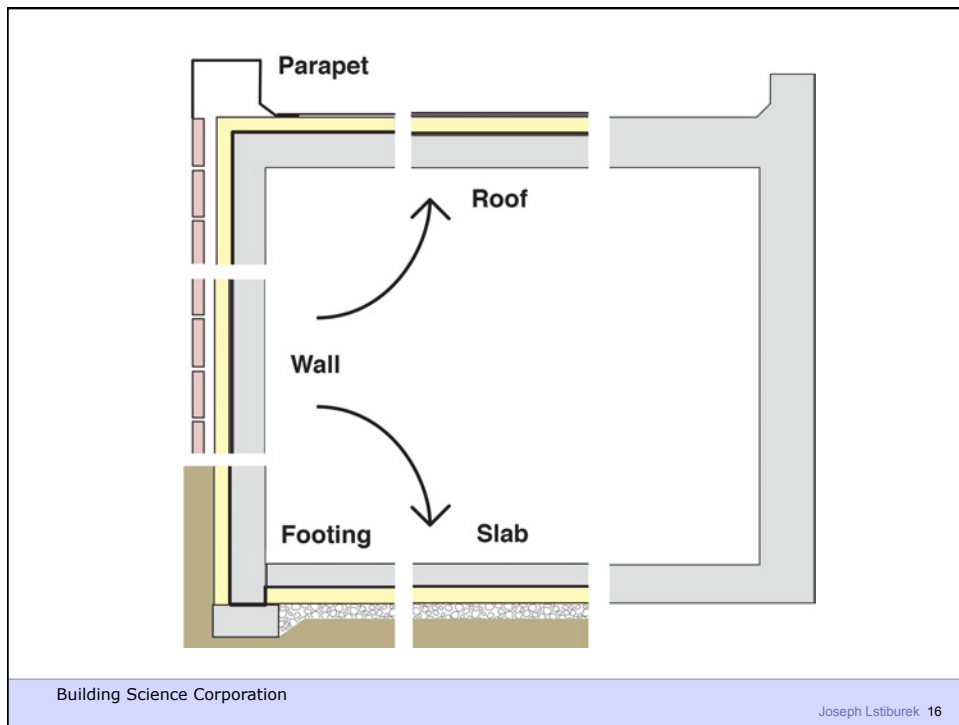 Parapet
Roof
Wall
Footing
Slab
Building Science Corporation
Joseph Lstiburek 16